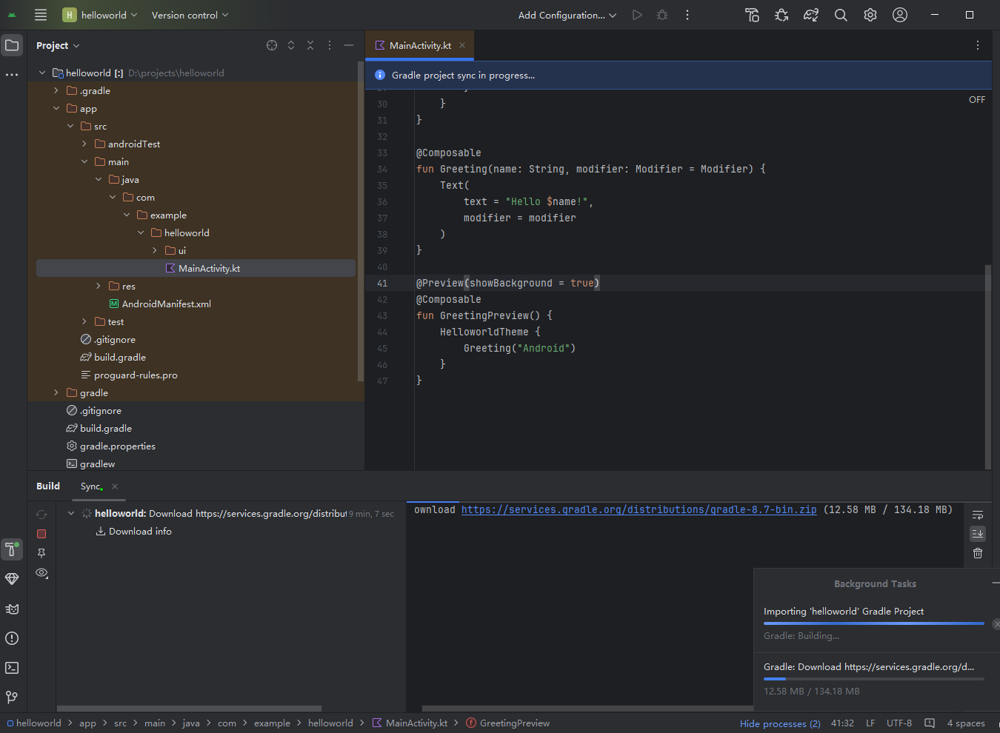 H helloworld Version control Add Configuration...
Project
MainActivity.kt
helloworld [:] D:\projects\helloworld
.gradle
app
src
androidTest
main
java
com
example
helloworld
ui
MainActivity.kt
res
AndroidManifest.xml
test
.gitignore
build.gradle
proguard-rules.pro
gradle
.gitignore
build.gradle
gradle.properties
gradlew
Gradle project sync in progress...
OFF
30 }
31 }
32
33 @Composable
34 fun Greeting(name: String, modifier: Modifier = Modifier) {
35 Text(
36 text = "Hello $name!",
37 modifier = modifier
38 )
39 }
40
41 @Preview(showBackground = true)
42 @Composable
43 fun GreetingPreview() {
44 HelloworldTheme {
45 Greeting("Android")
46 }
47 }
Build Sync
helloworld: Download https://services.gradle.org/distribut 9 min, 7 sec
Download info
ownload https://services.gradle.org/distributions/gradle-8.7-bin.zip (12.58 MB / 134.18 MB)
Background Tasks
Importing 'helloworld' Gradle Project
Gradle: Building...
Gradle: Download https://services.gradle.org/d...
12.58 MB / 134.18 MB
helloworld > app > src > main > java > com > example > helloworld > MainActivity.kt > GreetingPreview
Hide processes (2) 41:32 LF UTF-8 4 spaces